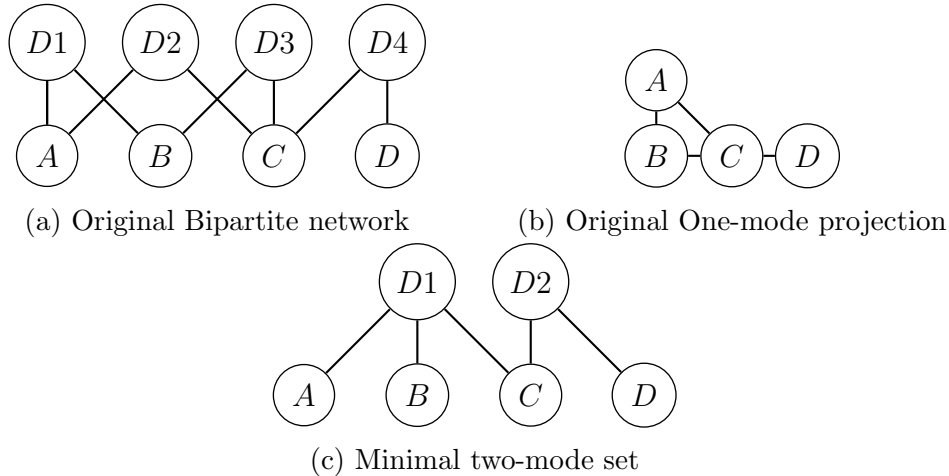 D1 D2 D3 D4
A B C D
(a) Original Bipartite network
A
B C D
(b) Original One-mode projection
D1 D2
A B C D
(c) Minimal two-mode set